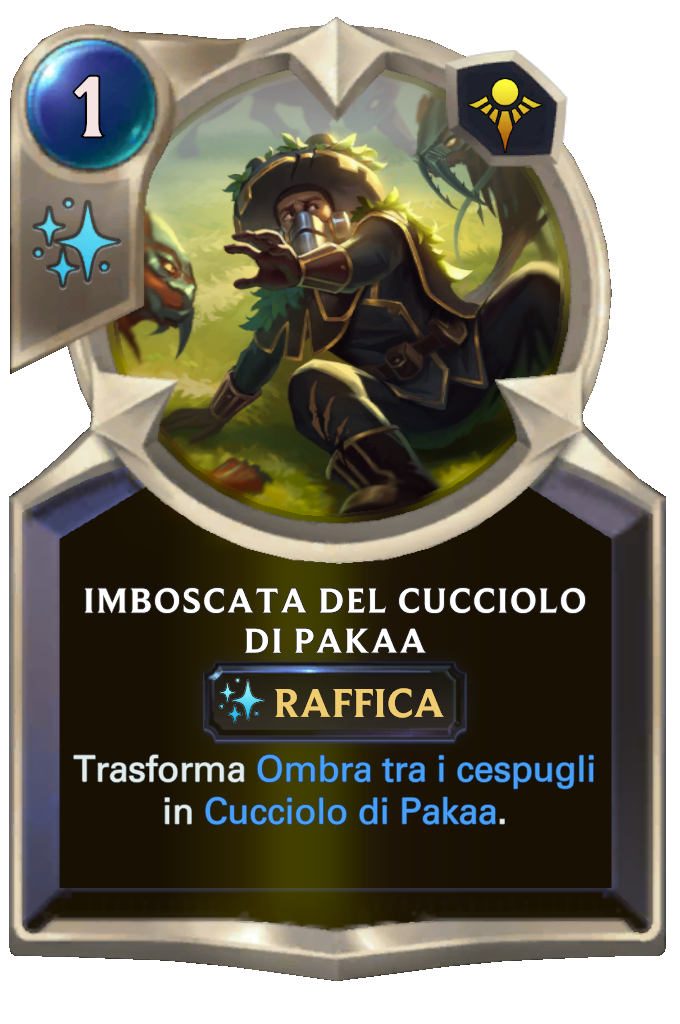 1
IMBOSCATA DEL CUCCIOLO
DI PAKAA
RAFFICA
Trasforma Ombra tra i cespugli
in Cucciolo di Pakaa.